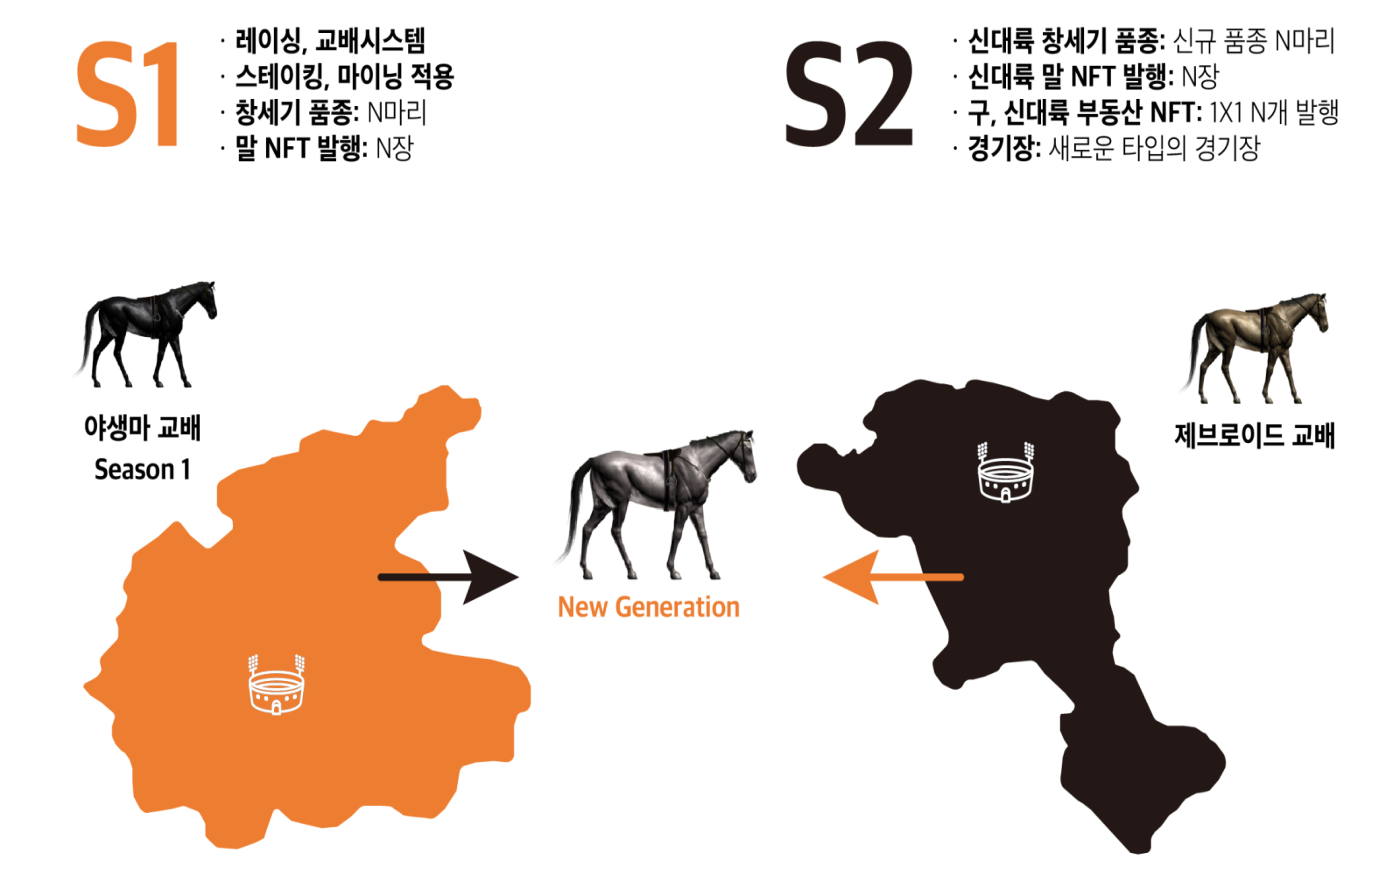 S1
· 레이싱, 교배시스템
· 스테이킹, 마이닝 적용
· 창세기 품종: N마리
· 말 NFT 발행: N장
S2
· 신대륙 창세기 품종: 신규 품종 N마리
· 신대륙 말 NFT 발행: N장
· 구, 신대륙 부동산 NFT: 1X1 N개 발행
· 경기장: 새로운 타입의 경기장
야생마 교배
Season 1
New Generation
제브로이드 교배